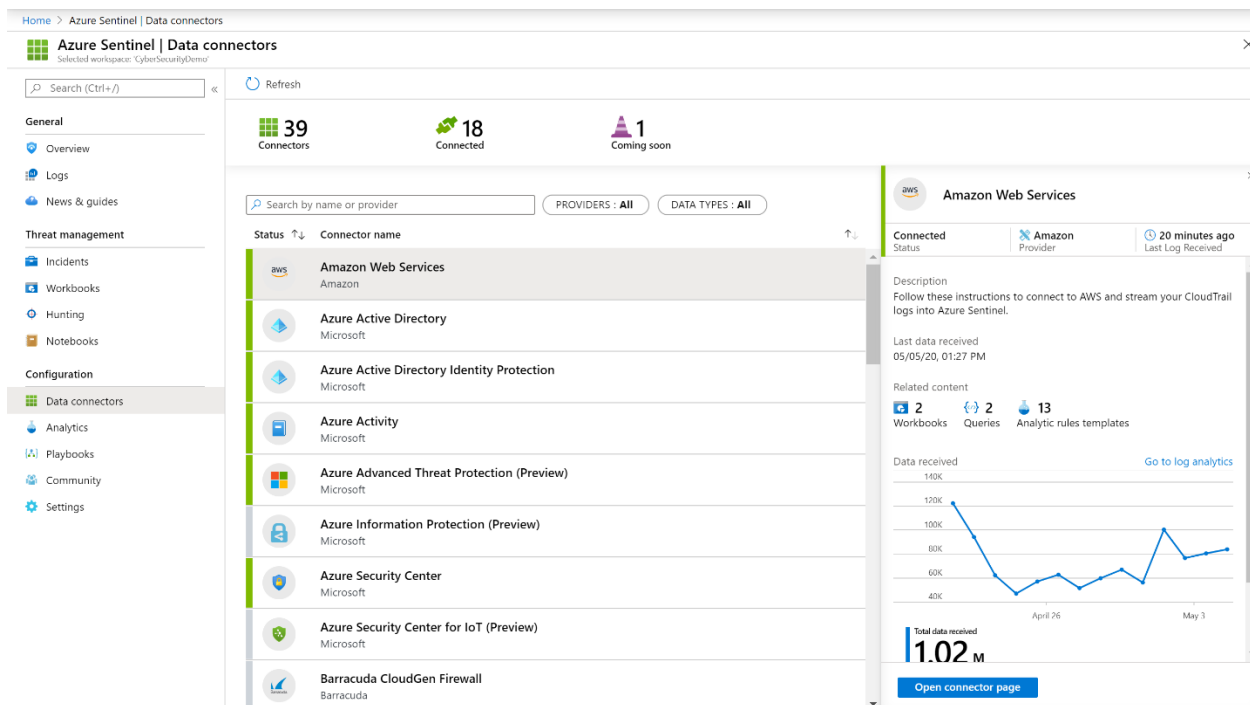 Home > Azure Sentinel | Data connectors
Azure Sentinel | Data connectors
Selected workspace: 'CyberSecurityDemo'
Search (Ctrl+/)
«
General
Overview
Logs
News & guides
Threat management
Incidents
Workbooks
Hunting
Notebooks
Configuration
Data connectors
Analytics
Playbooks
Community
Settings
Refresh
39
Connectors
18
Connected
1
Coming soon
Search by name or provider
PROVIDERS : All
DATA TYPES : All
Status ↑↓ Connector name ↑↓
aws
Amazon Web Services
Amazon
Azure Active Directory
Microsoft
Azure Active Directory Identity Protection
Microsoft
Azure Activity
Microsoft
Azure Advanced Threat Protection (Preview)
Microsoft
Azure Information Protection (Preview)
Microsoft
Azure Security Center
Microsoft
Azure Security Center for IoT (Preview)
Microsoft
Barracuda CloudGen Firewall
Barracuda
aws
Amazon Web Services
Connected
Status
Amazon
Provider
20 minutes ago
Last Log Received
Description
Follow these instructions to connect to AWS and stream your CloudTrail
logs into Azure Sentinel.
Last data received
05/05/20, 01:27 PM
Related content
2
Workbooks
2
Queries
13
Analytic rules templates
Data received
Go to log analytics
140K
120K
100K
80K
60K
40K
April 26
May 3
Total data received
1.02 M
Open connector page